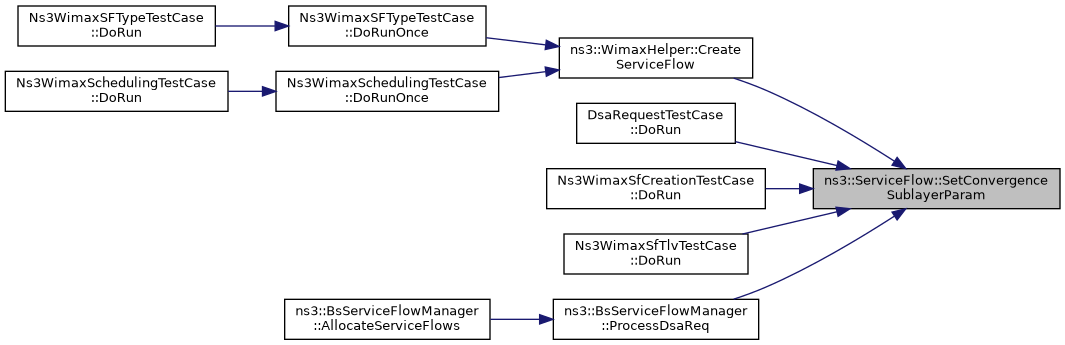 Ns3WimaxSFTypeTestCase
::DoRun
Ns3WimaxSFTypeTestCase
::DoRunOnce
ns3::WimaxHelper::Create
ServiceFlow
Ns3WimaxSchedulingTestCase
::DoRun
Ns3WimaxSchedulingTestCase
::DoRunOnce
DsaRequestTestCase
::DoRun
Ns3WimaxSfCreationTestCase
::DoRun
ns3::ServiceFlow::SetConvergence
SublayerParam
Ns3WimaxSfTlvTestCase
::DoRun
ns3::BsServiceFlowManager
::AllocateServiceFlows
ns3::BsServiceFlowManager
::ProcessDsaReq